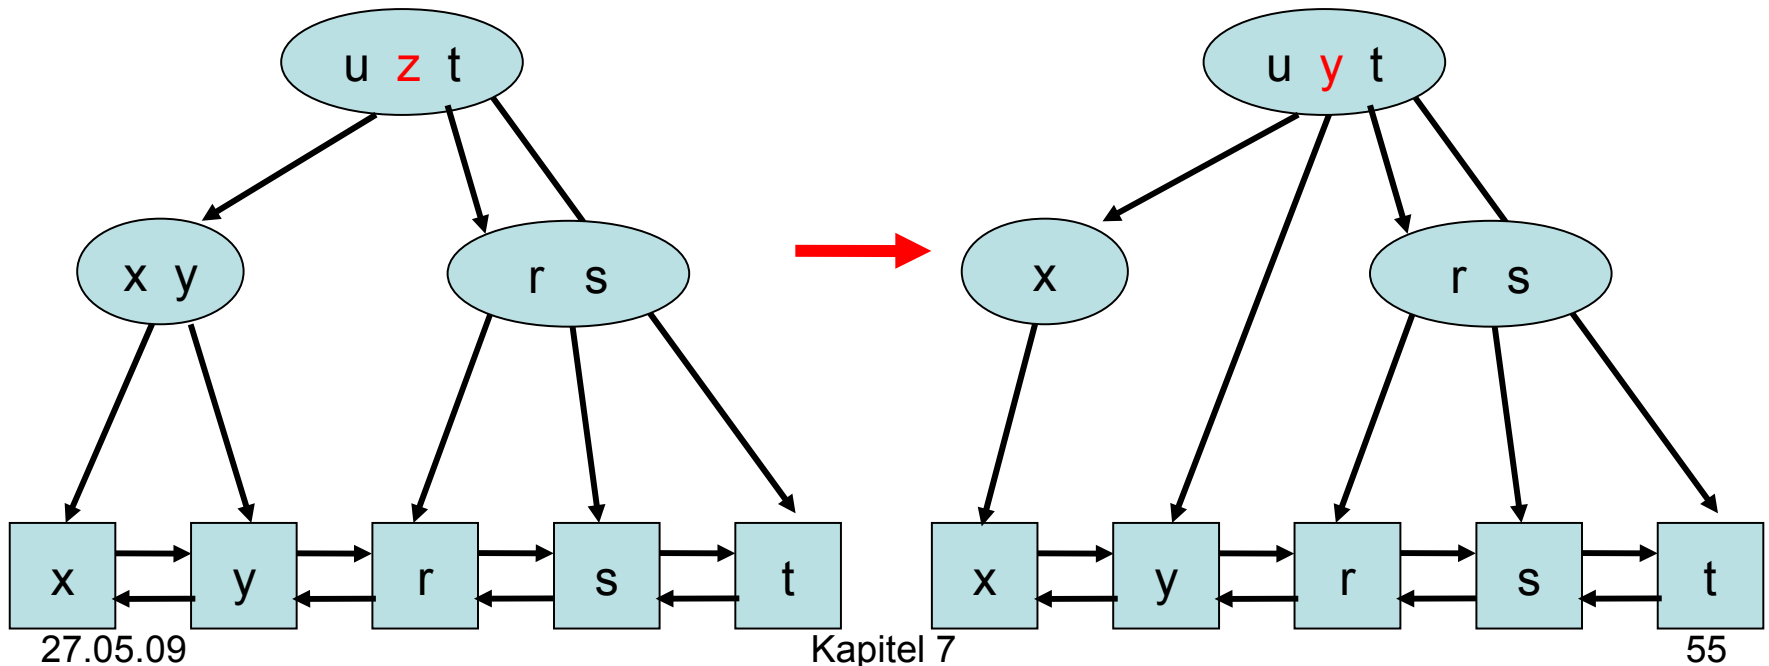 u z t
u y t
x y
r s
x
r s
x y r s t
x y r s t
27.05.09
Kapitel 7
55